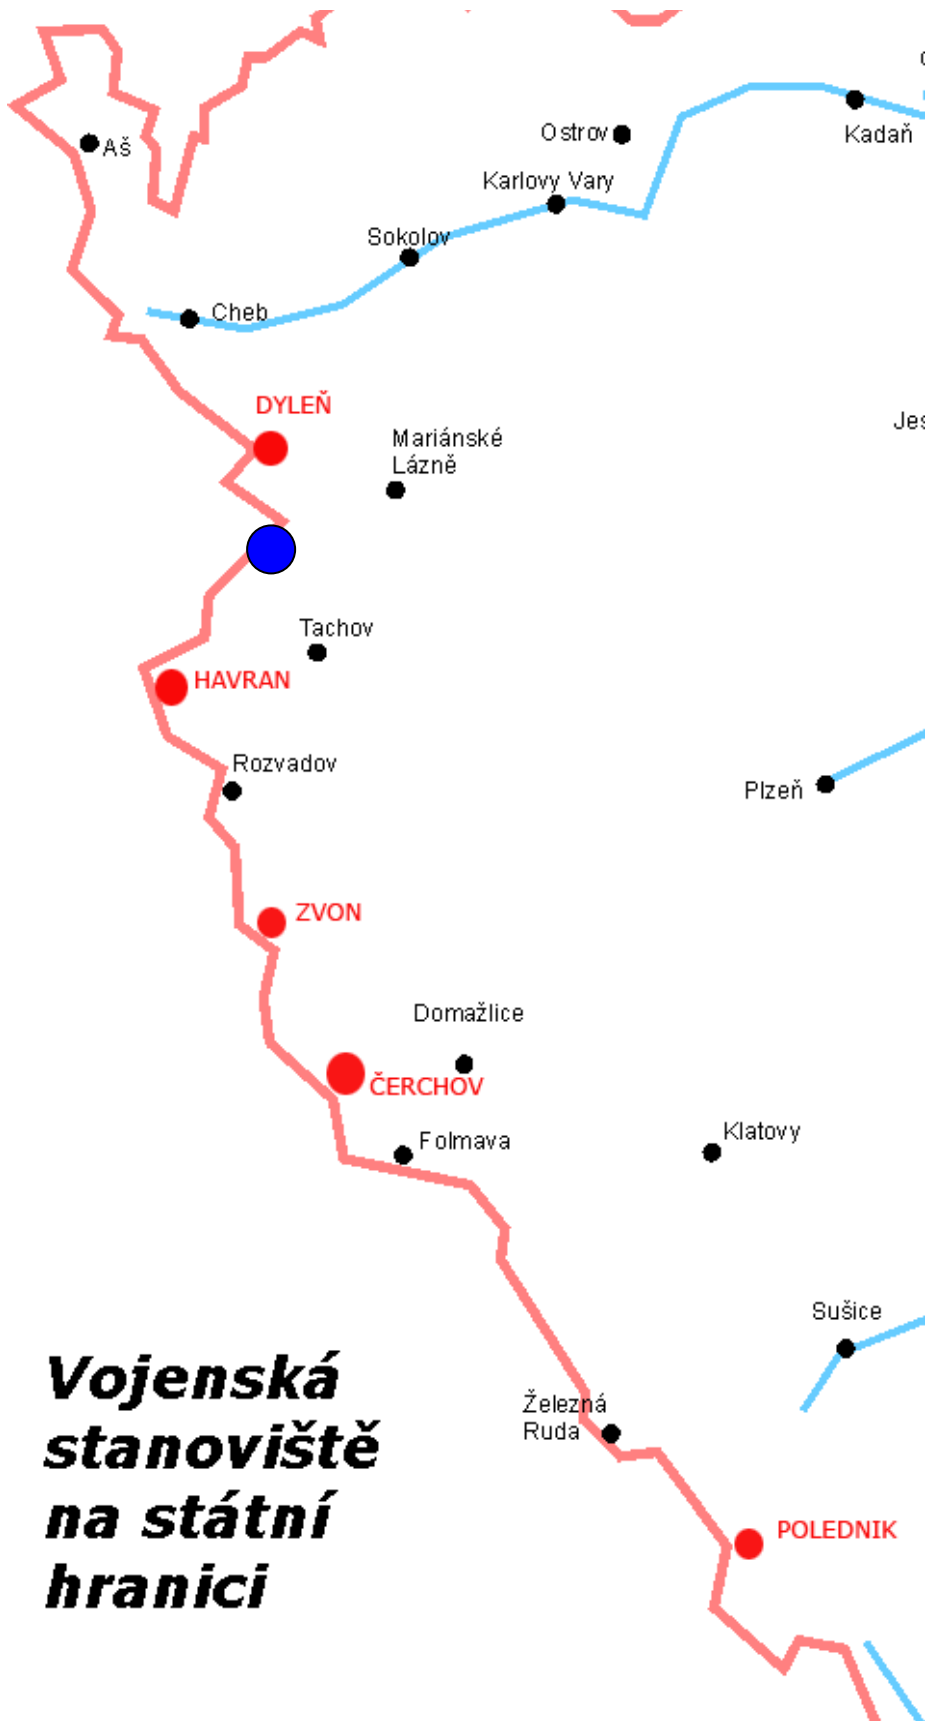 Ostrov
Kadaň
Aš
Karlovy Vary
Sokolov
Cheb
DYLEŇ
Jes
Mariánské
Lázně
Tachov
HAVRAN
Rozvadov
Plzeň
ZVON
Domažlice
ČERCHOV
Folmava
Klatovy
Sušice
Vojenská
stanoviště
na státní
hranici
Železná
Ruda
POLEDNIK